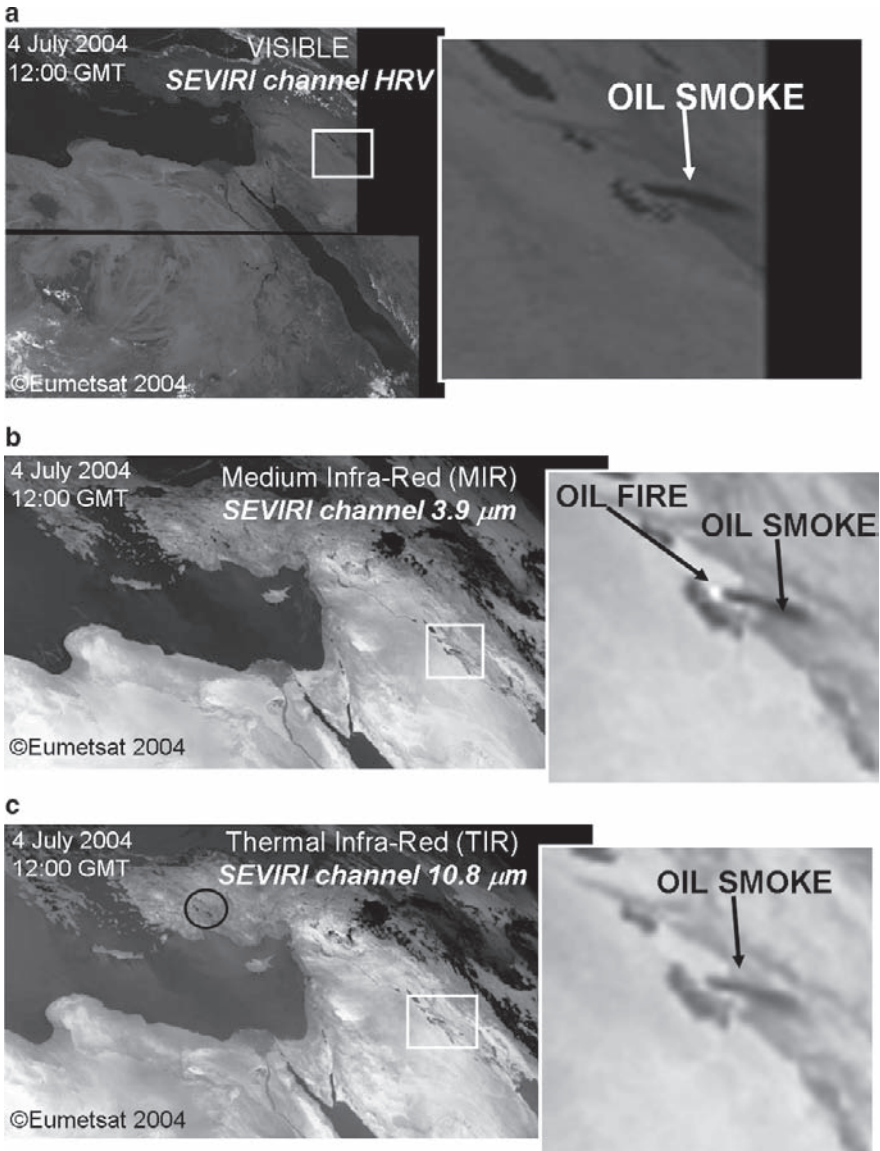 a
4 July 2004
12:00 GMT
VISIBLE
SEVIRI channel HRV
OIL SMOKE
©Eumetsat 2004
b
4 July 2004
12:00 GMT
Medium Infra-Red (MIR)
SEVIRI channel 3.9 μm
OIL FIRE
OIL SMOKE
©Eumetsat 2004
c
4 July 2004
12:00 GMT
Thermal Infra-Red (TIR)
SEVIRI channel 10.8 μm
OIL SMOKE
©Eumetsat 2004